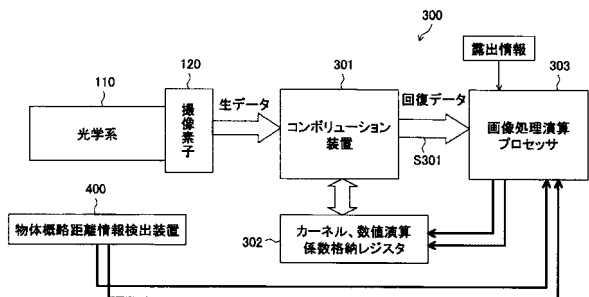 300
露出情報
110
120
301
303
光学系
撮像素子
生データ
コンボリューション
装置
回復データ
S301
画像処理演算
プロセッサ
400
物体概略距離情報検出装置
302
カーネル、数値演算
係数格納レジスタ